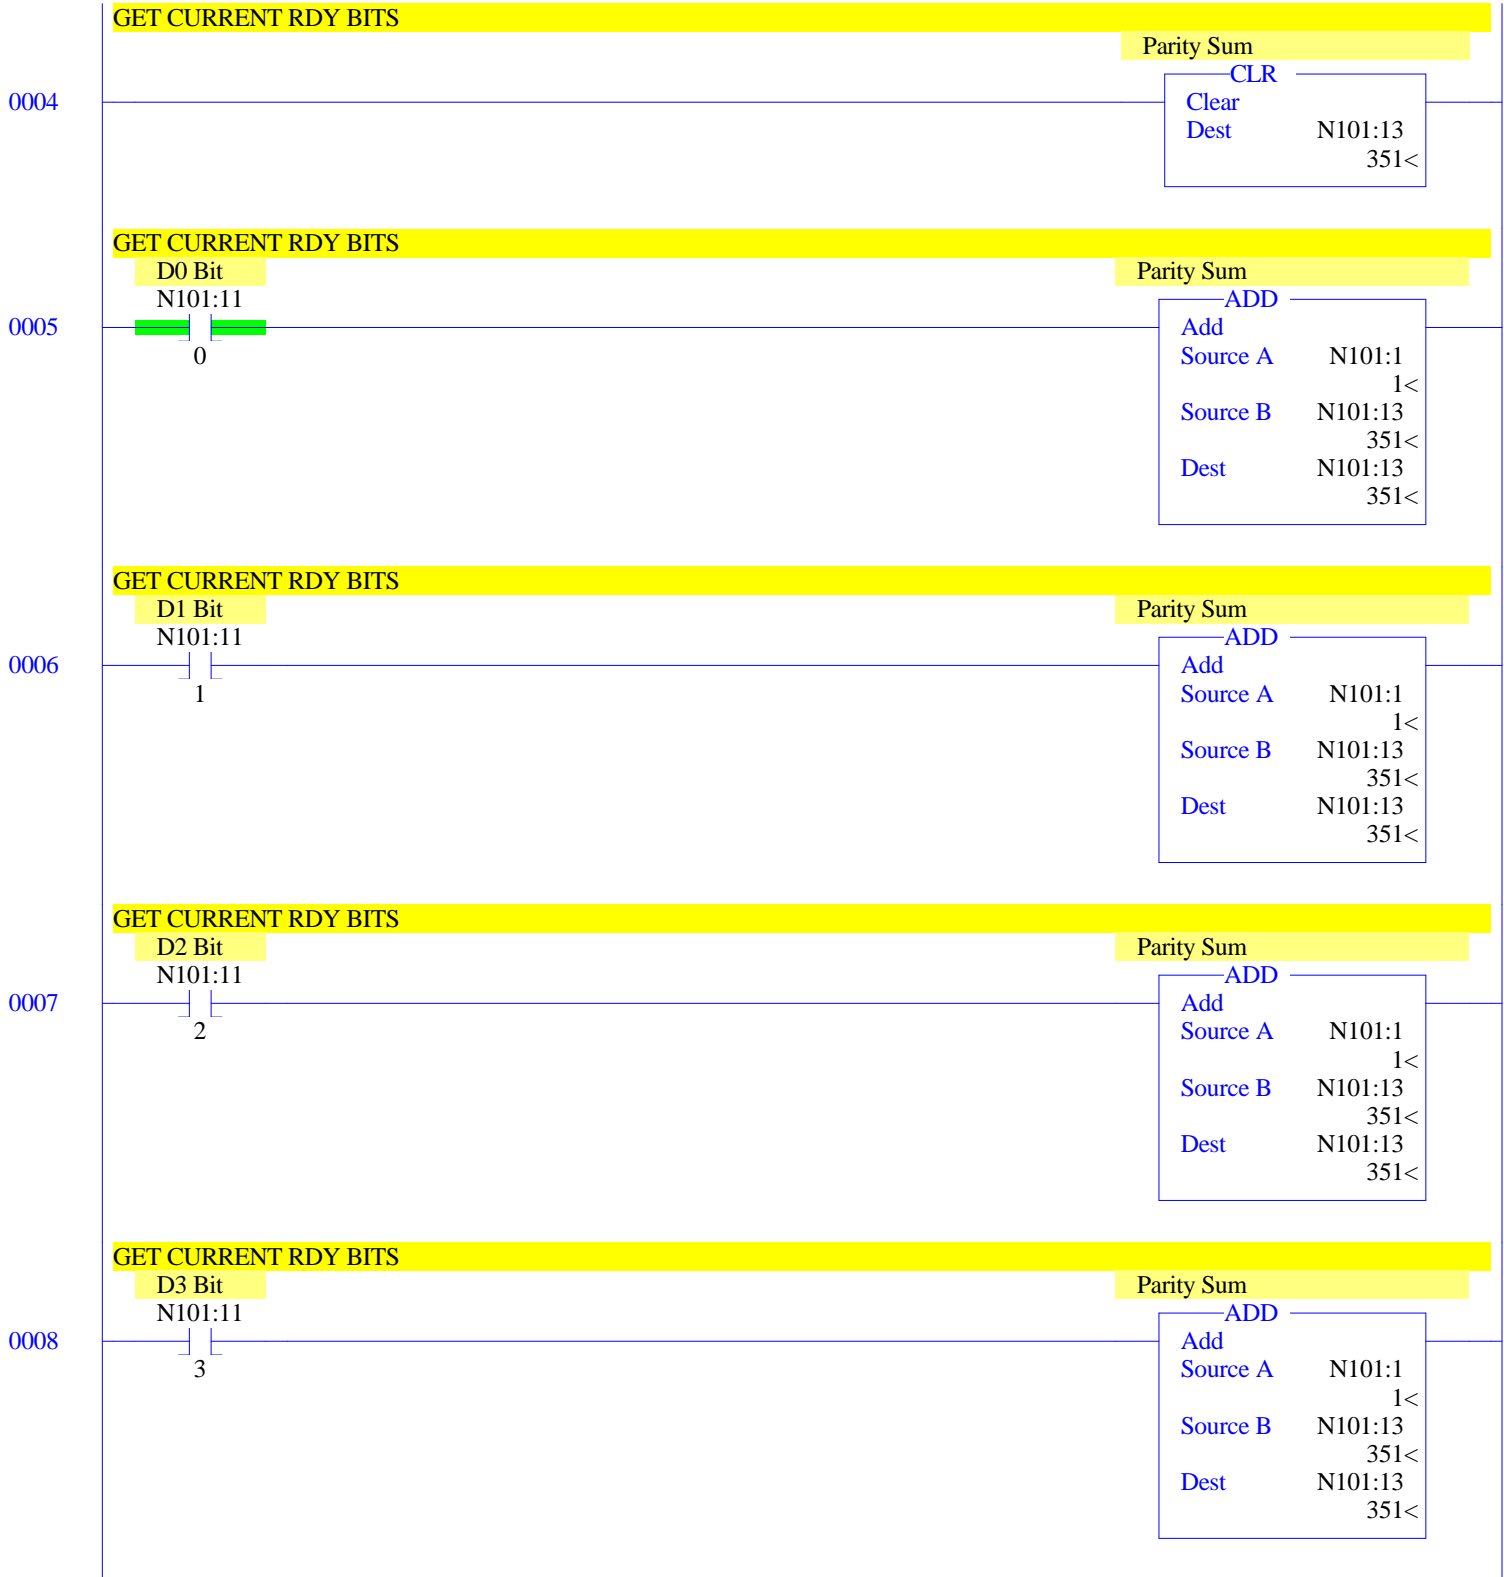 GET CURRENT RDY BITS
Parity Sum
CLR
0004
Clear
Dest N101:13
351<
GET CURRENT RDY BITS
D0 Bit
Parity Sum
N101:11
ADD
0005
Add
0
Source A N101:1
1<
Source B N101:13
351<
Dest N101:13
351<
GET CURRENT RDY BITS
D1 Bit
Parity Sum
N101:11
ADD
0006
Add
1
Source A N101:1
1<
Source B N101:13
351<
Dest N101:13
351<
GET CURRENT RDY BITS
D2 Bit
Parity Sum
N101:11
ADD
0007
Add
2
Source A N101:1
1<
Source B N101:13
351<
Dest N101:13
351<
GET CURRENT RDY BITS
D3 Bit
Parity Sum
N101:11
ADD
0008
Add
3
Source A N101:1
1<
Source B N101:13
351<
Dest N101:13
351<